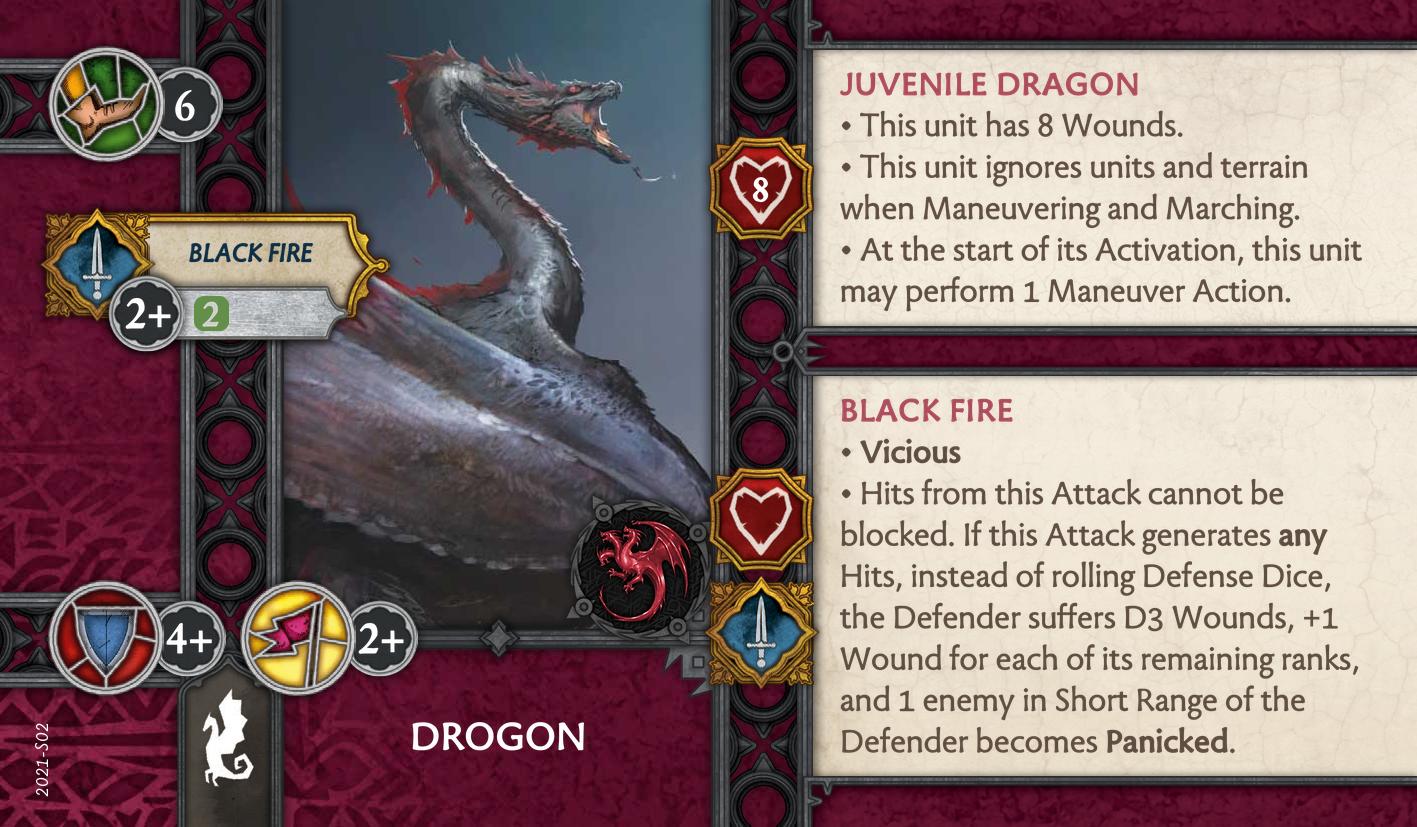 6
BLACK FIRE
2+ 2
4+
2+
DROGON
2021-S02
8
JUVENILE DRAGON
• This unit has 8 Wounds.
• This unit ignores units and terrain
when Maneuvering and Marching.
• At the start of its Activation, this unit
may perform 1 Maneuver Action.
BLACK FIRE
• Vicious
• Hits from this Attack cannot be
blocked. If this Attack generates any
Hits, instead of rolling Defense Dice,
the Defender suffers D3 Wounds, +1
Wound for each of its remaining ranks,
and 1 enemy in Short Range of the
Defender becomes Panicked.